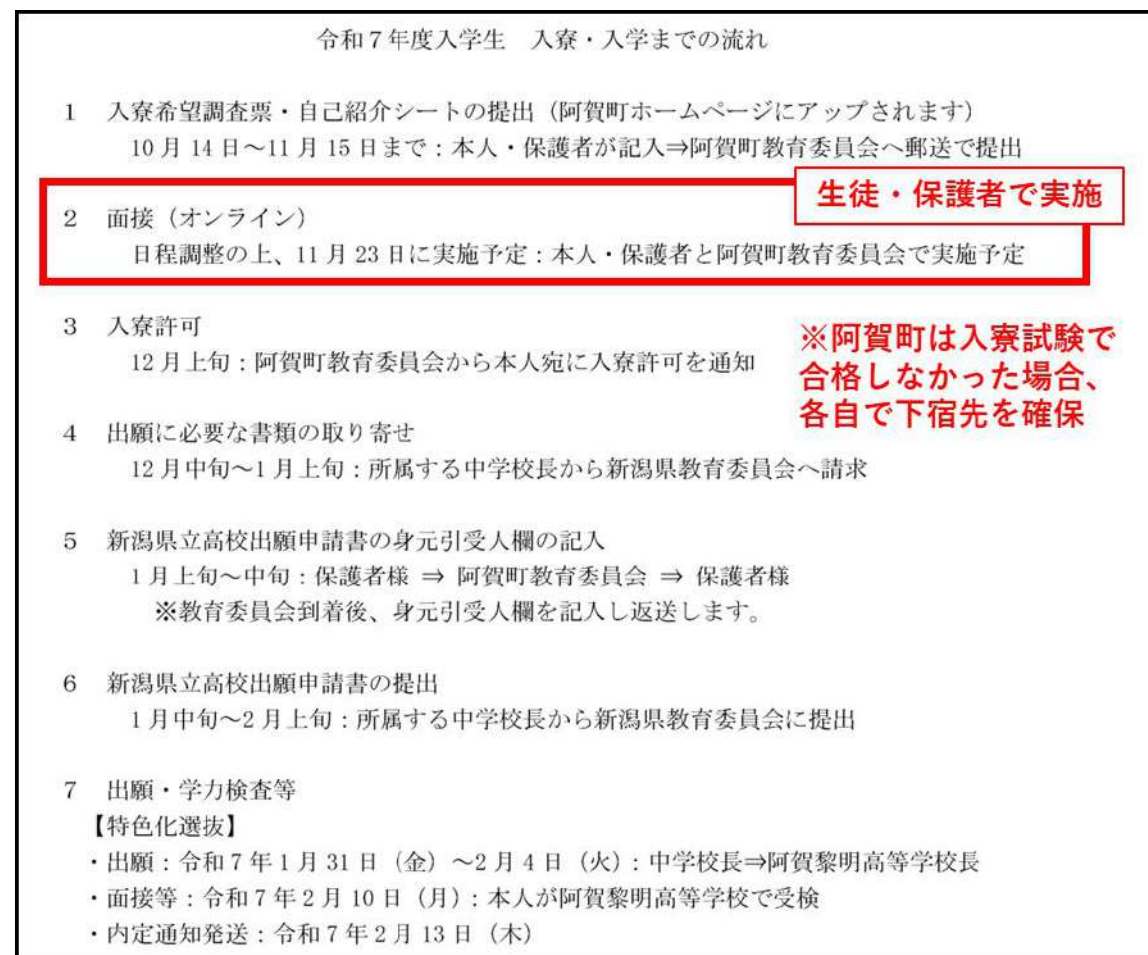 令和7年度入学生　入寮・入学までの流れ
1　入寮希望調査票・自己紹介シートの提出（阿賀町ホームページにアップされます）
10月14日～11月15日まで：本人・保護者が記入⇒阿賀町教育委員会へ郵送で提出
生徒・保護者で実施
2　面接（オンライン）
日程調整の上、11月23日に実施予定：本人・保護者と阿賀町教育委員会で実施予定
3　入寮許可
12月上旬：阿賀町教育委員会から本人宛に入寮許可を通知
※阿賀町は入寮試験で
合格しなかった場合、
各自で下宿先を確保
4　出願に必要な書類の取り寄せ
12月中旬～1月上旬：所属する中学校長から新潟県教育委員会へ請求
5　新潟県立高校出願申請書の身元引受人欄の記入
1月上旬～中旬：保護者様 ⇒ 阿賀町教育委員会 ⇒ 保護者様
※教育委員会到着後、身元引受人欄を記入し返送します。
6　新潟県立高校出願申請書の提出
1月中旬～2月上旬：所属する中学校長から新潟県教育委員会に提出
7　出願・学力検査等
【特色化選抜】
・出願：令和7年1月31日（金）～2月4日（火）：中学校長⇒阿賀黎明高等学校長
・面接等：令和7年2月10日（月）：本人が阿賀黎明高等学校で受検
・内定通知発送：令和7年2月13日（木）